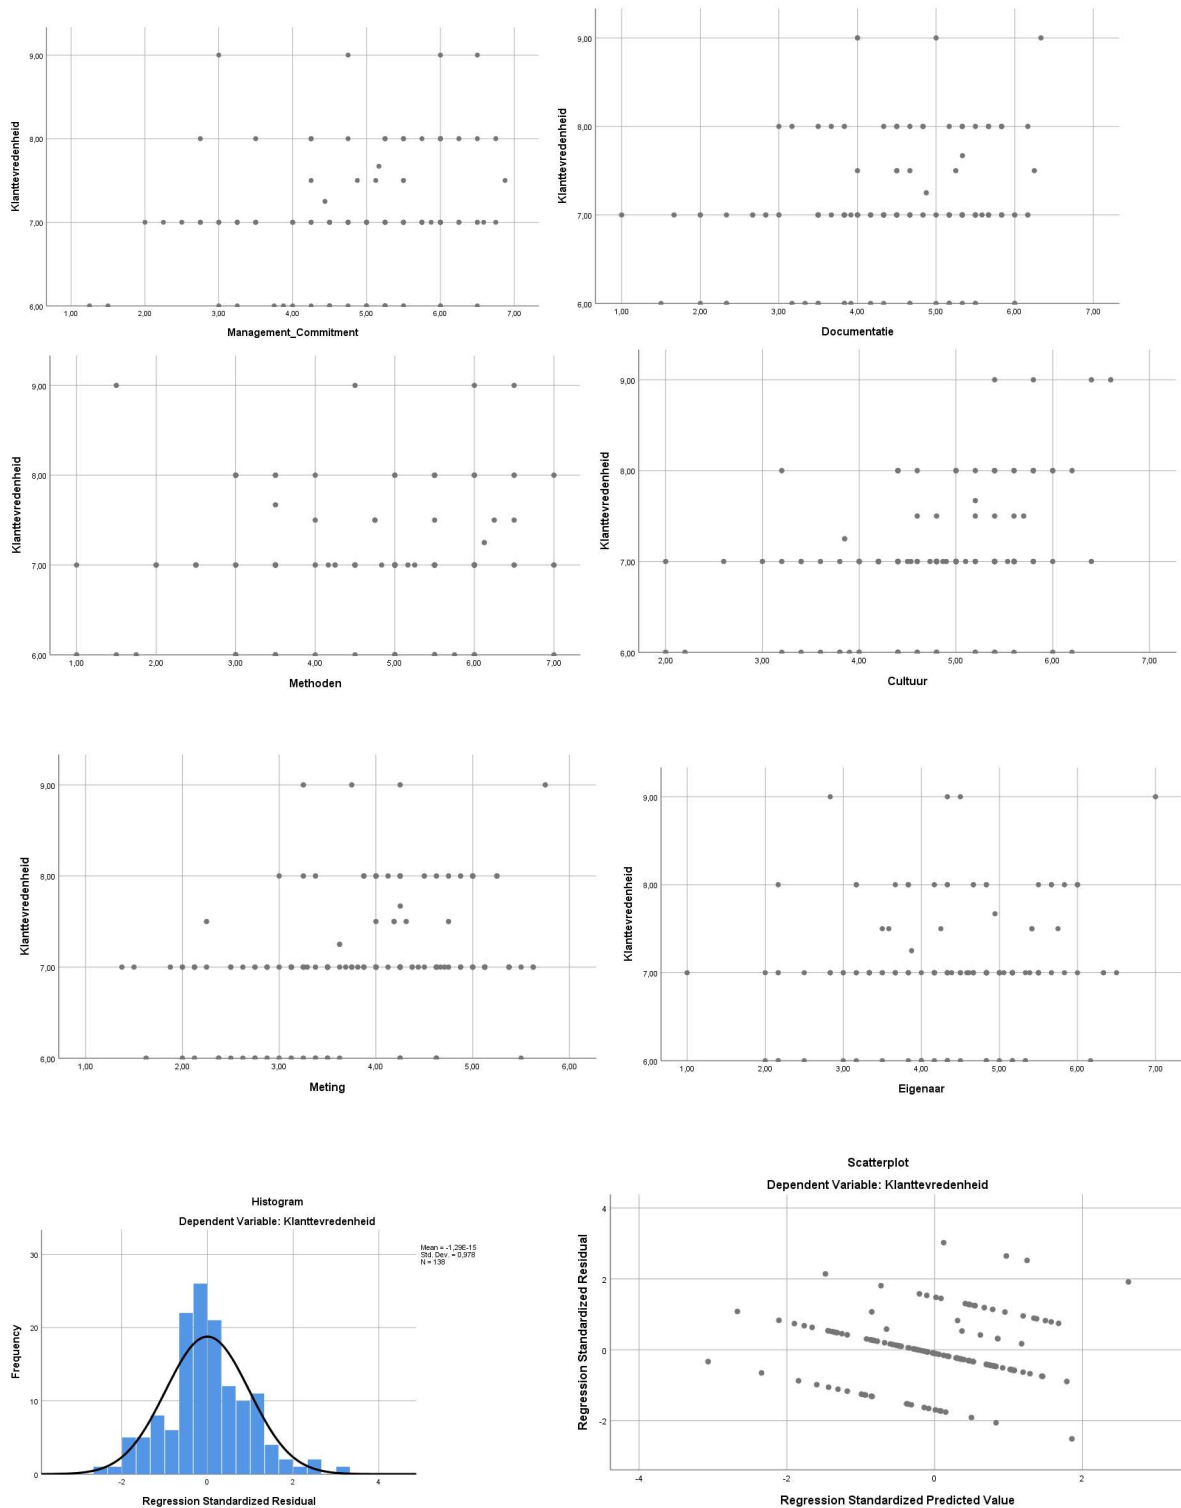 9,00
8,00
7,00
6,00
Klanttevredenheid
1,00 2,00 3,00 4,00 5,00 6,00 7,00
Management_Commitment
9,00
8,00
7,00
6,00
Klanttevredenheid
1,00 2,00 3,00 4,00 5,00 6,00 7,00
Documentatie
9,00
8,00
7,00
6,00
Klanttevredenheid
1,00 2,00 3,00 4,00 5,00 6,00 7,00
Methoden
9,00
8,00
7,00
6,00
Klanttevredenheid
2,00 3,00 4,00 5,00 6,00 7,00
Cultuur
9,00
8,00
7,00
6,00
Klanttevredenheid
1,00 2,00 3,00 4,00 5,00 6,00
Meting
9,00
8,00
7,00
6,00
Klanttevredenheid
1,00 2,00 3,00 4,00 5,00 6,00 7,00
Eigenaar
Histogram
Dependent Variable: Klanttevredenheid
Mean = -1,29E-15
Std. Dev. = 0,978
N = 138
30
20
10
0
Frequency
-2 0 2 4
Regression Standardized Residual
Scatterplot
Dependent Variable: Klanttevredenheid
4
2
0
-2
Regression Standardized Residual
-4 -2 0 2
Regression Standardized Predicted Value